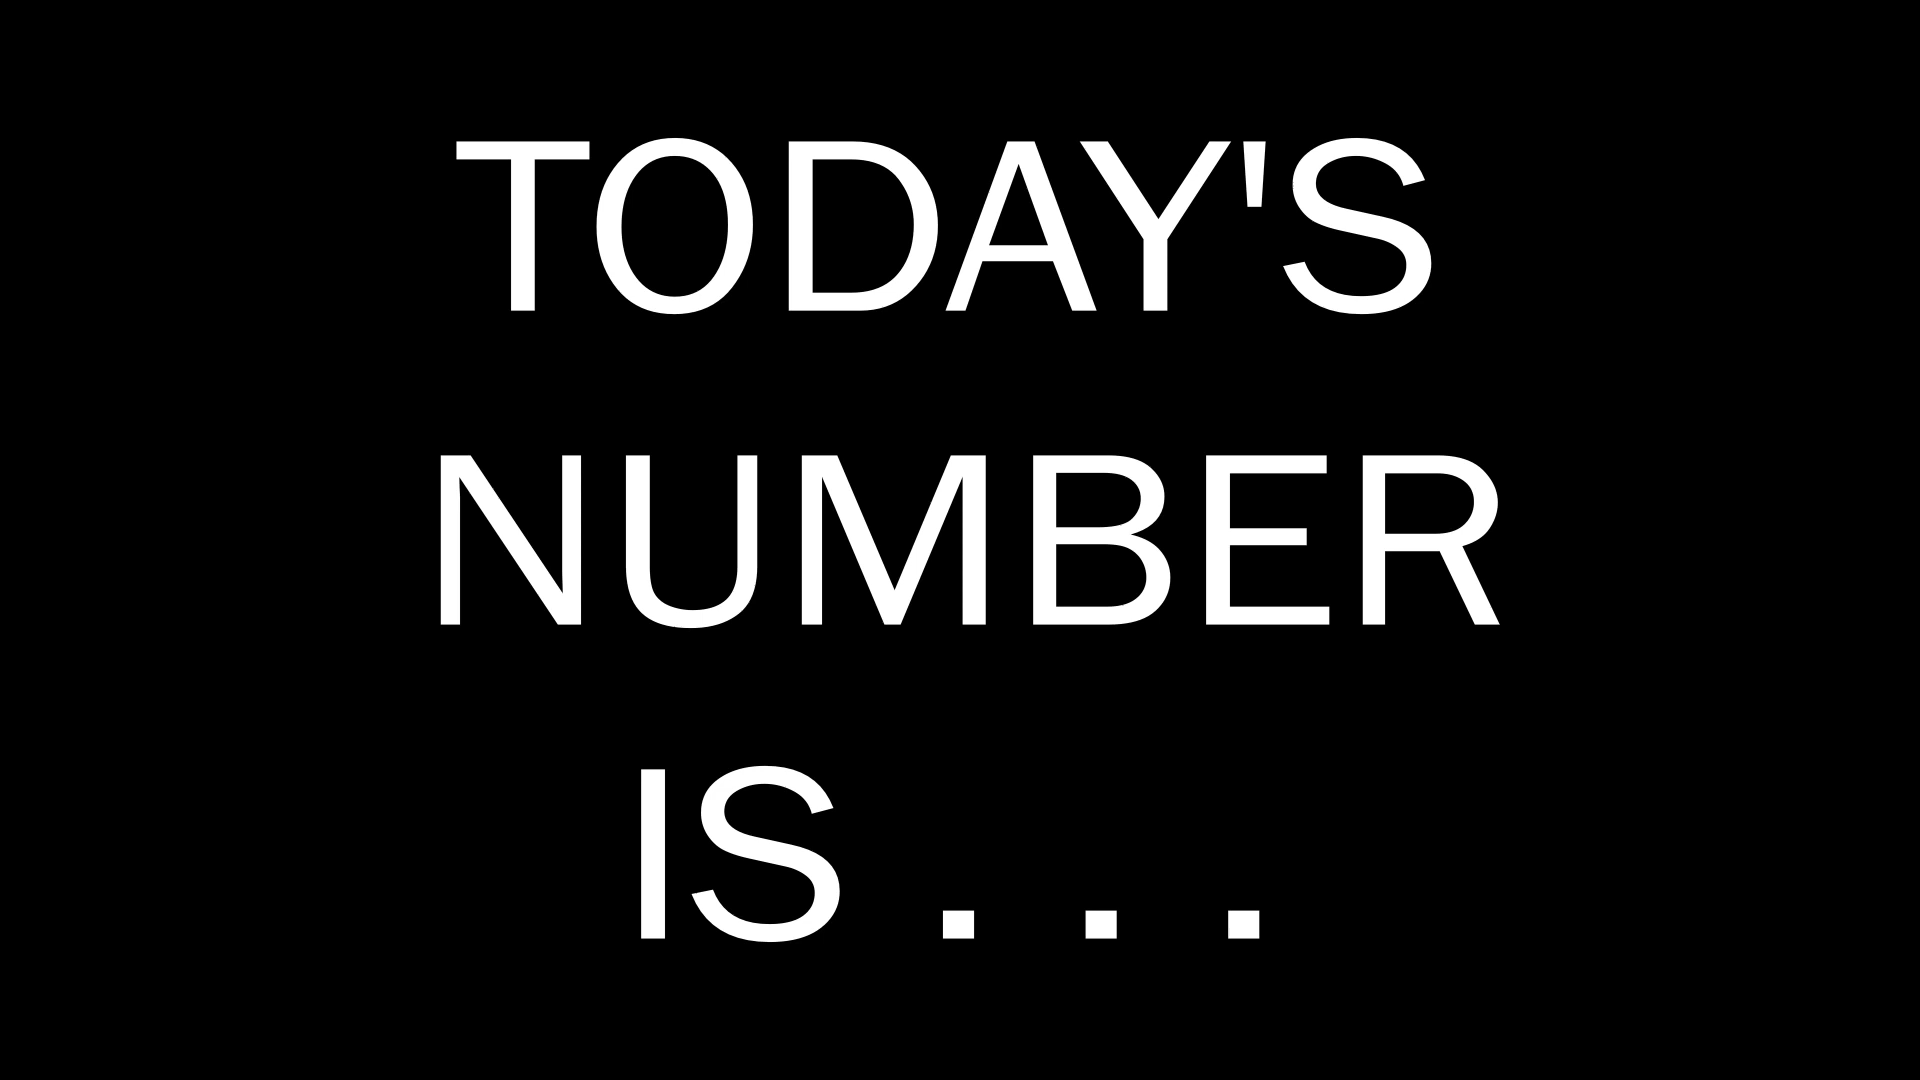 TODAY'S
NUMBER
IS . . .